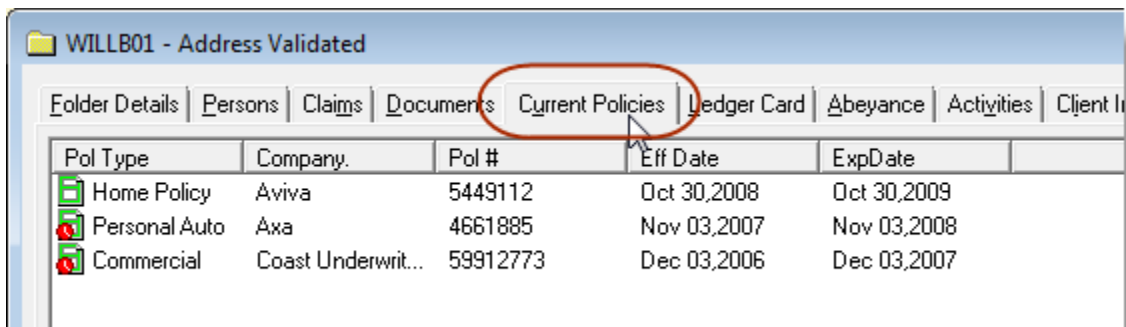 WILLB01 - Address Validated
Folder Details Persons Claims Documents Current Policies Ledger Card Abeyance Activities Client
Pol Type Company. Pol # Eff Date ExpDate
Home Policy Aviva 5449112 Oct 30,2008 Oct 30,2009
Personal Auto Axa 4661885 Nov 03,2007 Nov 03,2008
Commercial Coast Underwrit... 59912773 Dec 03,2006 Dec 03,2007